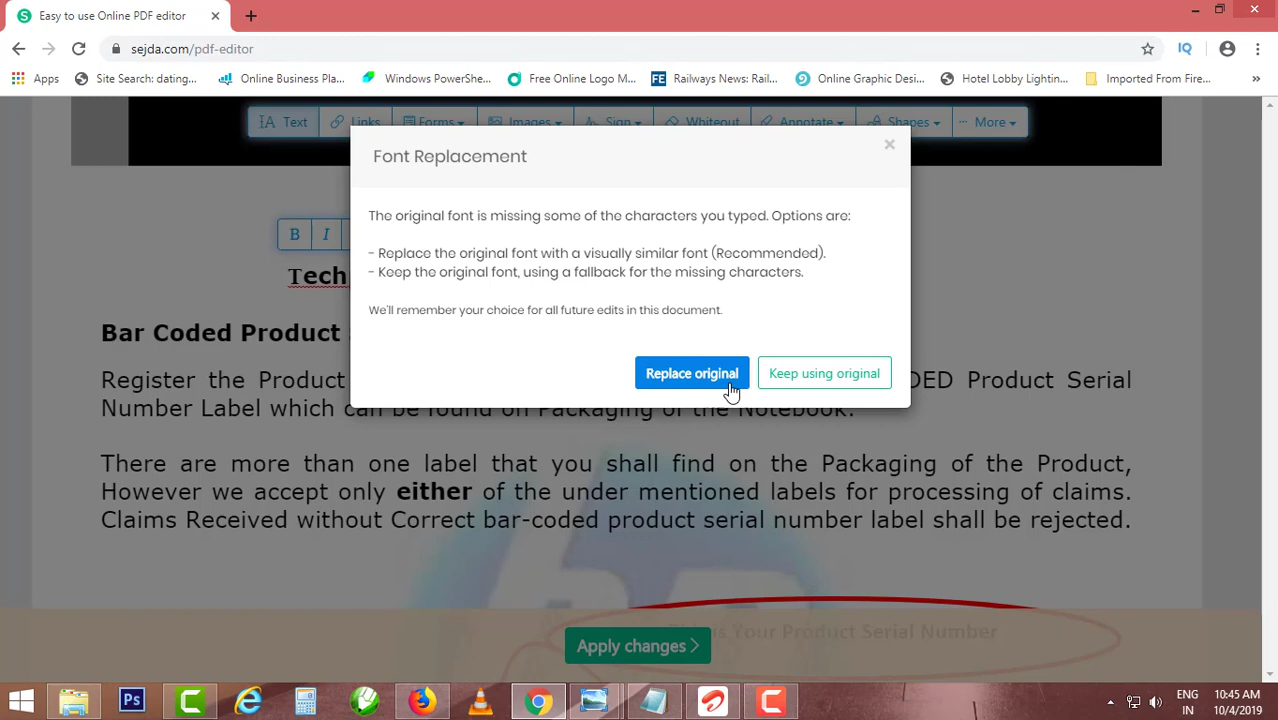 Easy to use Online PDF editor
sejda.com/pdf-editor
Apps
Site Search: dating...
Online Business Pla...
Windows PowerShe...
Free Online Logo M...
FE
Railways News: Rail...
Online Graphic Desi...
Hotel Lobby Lightin...
Imported From Fire...
Text
Links
Forms
Images
Sign
Whiteout
Annotate
Shapes
More
Font Replacement
The original font is missing some of the characters you typed. Options are:
- Replace the original font with a visually similar font (Recommended).
- Keep the original font, using a fallback for the missing characters.
We'll remember your choice for all future edits in this document.
Replace original
Keep using original
B I
Tech
Bar Coded Product
Register the Product DED Product Serial
Number Label which can be found on Packaging of the Notebook.
There are more than one label that you shall find on the Packaging of the Product,
However we accept only either of the under mentioned labels for processing of claims.
Claims Received without Correct bar-coded product serial number label shall be rejected.
is Your Product Serial Number
Apply changes
Ps
ENG
IN
10:45 AM
10/4/2019